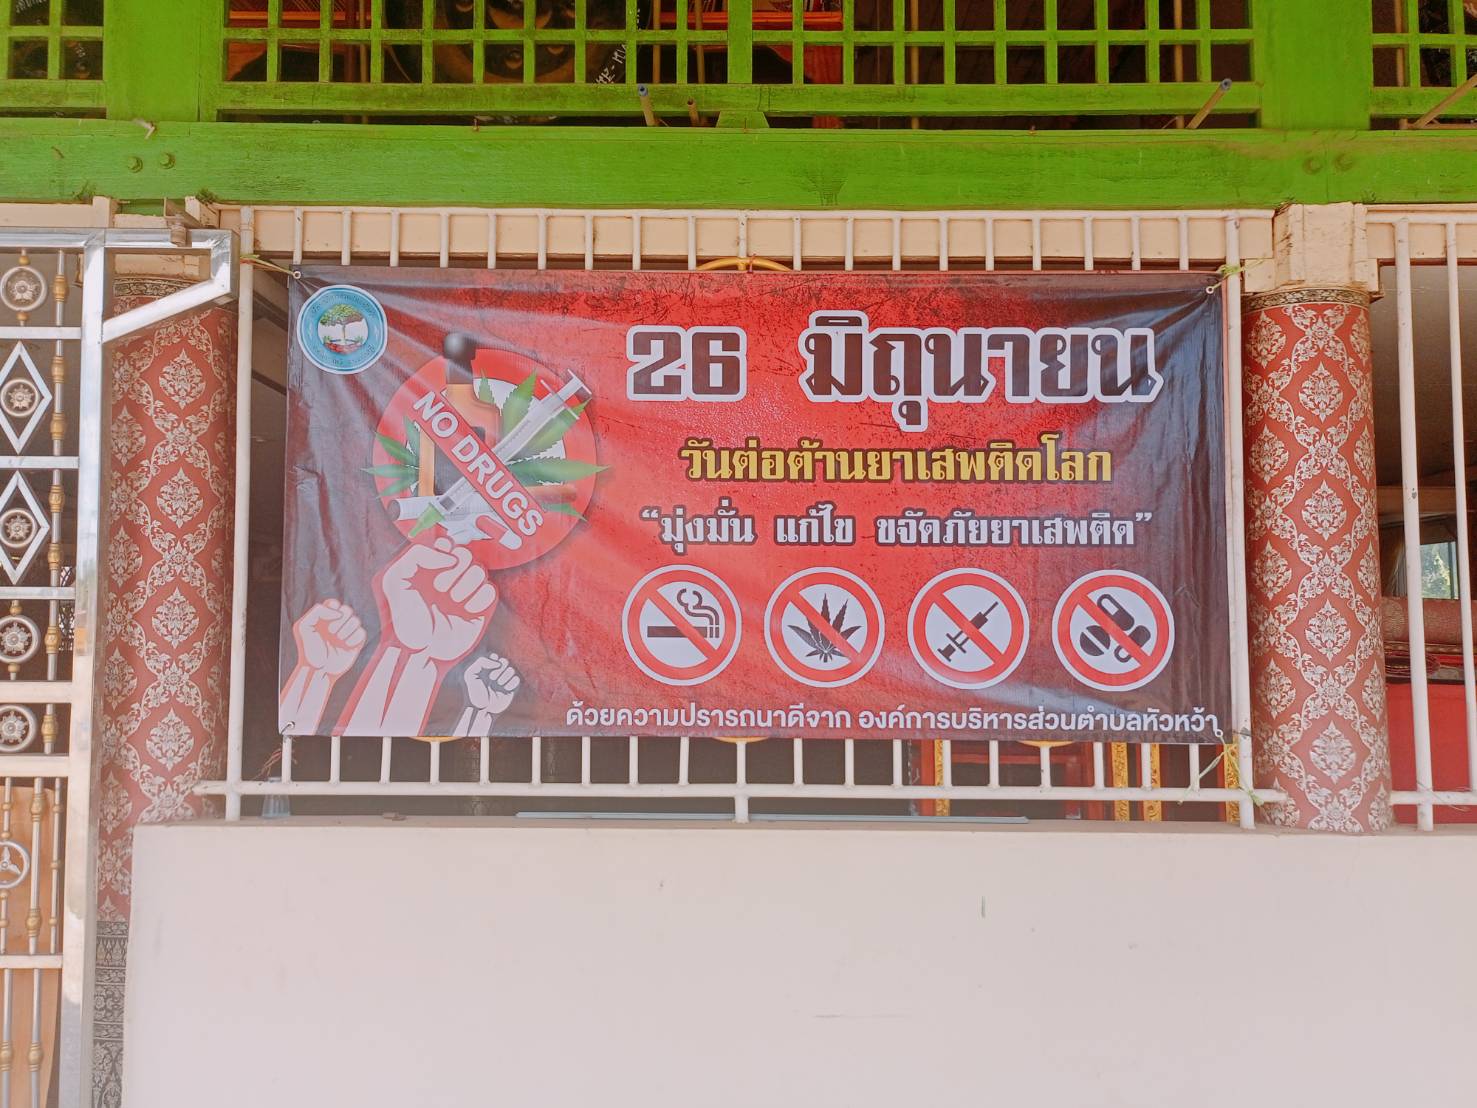 26 มิถุนายน
วันต่อต้านยาเสพติดโลก
“มุ่งมั่น แก้ไข ขจัดภัยยาเสพติด”
NO DRUGS
ด้วยความปรารถนาดีจาก องค์การบริหารส่วนตำบลหัวหว้า